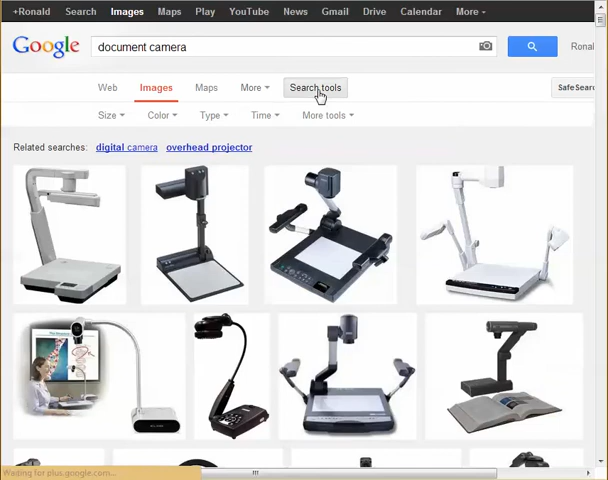 +Ronald Search Images Maps Play YouTube News Gmail Drive Calendar More
Google document camera Ronal
Web Images Maps More Search tools SafeSearc
Size Color Type Time More tools
Related searches: digital camera overhead projector
Waiting for plus.google.com...